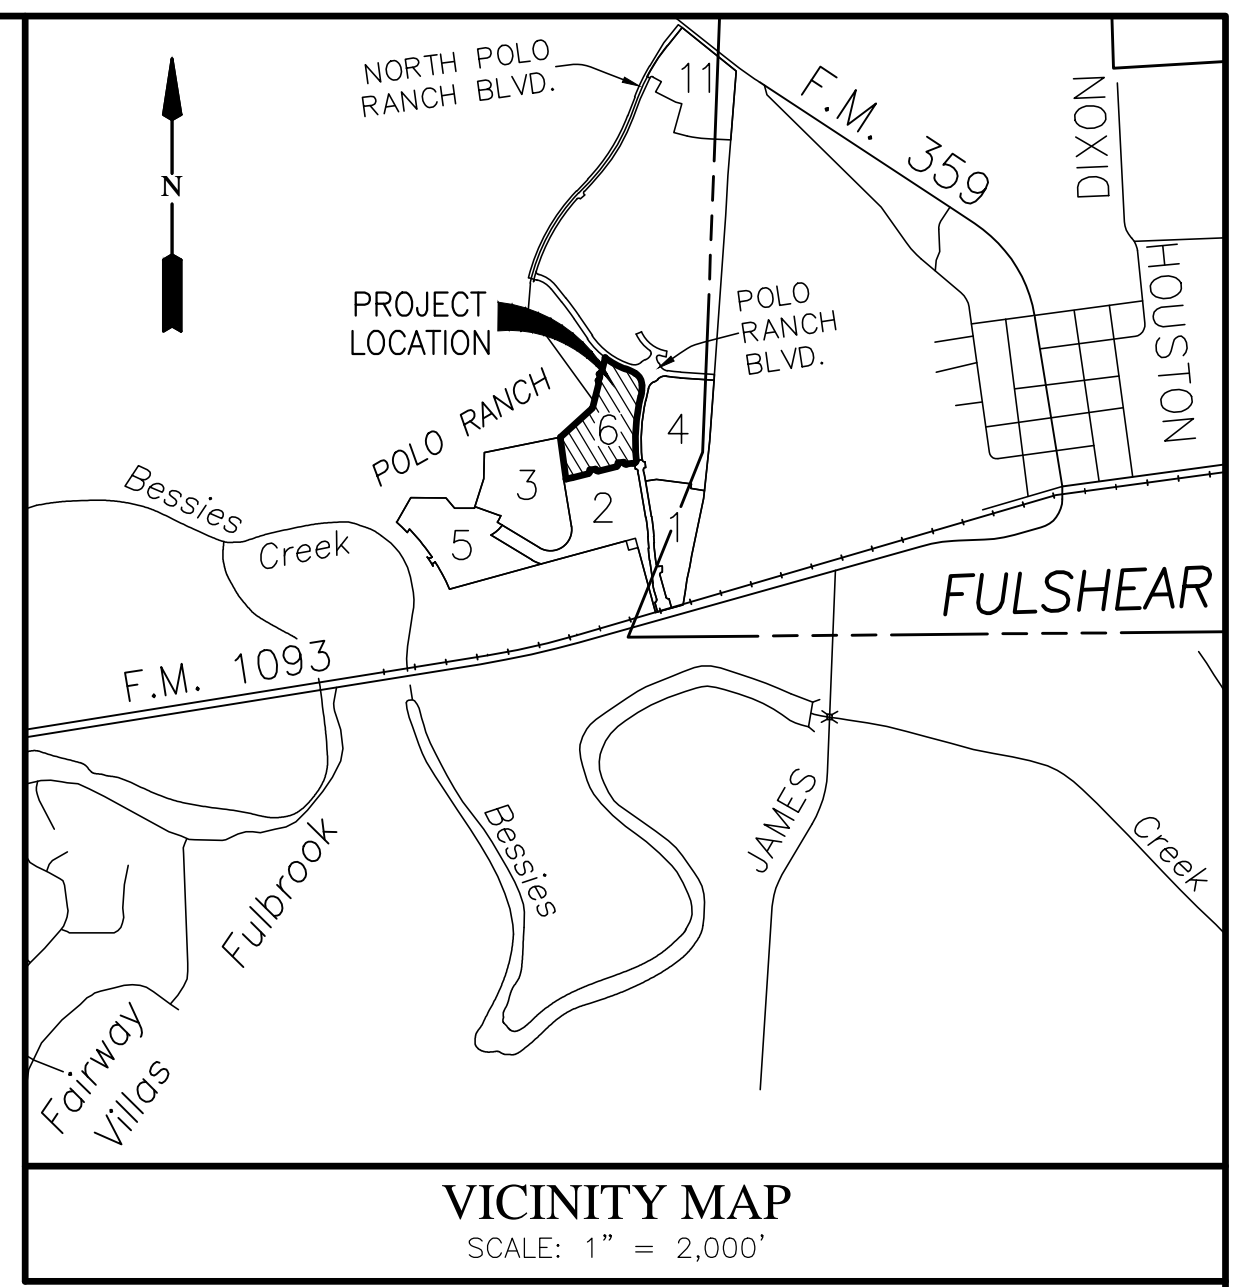 NORTH POLO
RANCH BLVD.
11
F.M. 359
DIXON
N
HOUSTON
PROJECT
LOCATION
POLO
RANCH
BLVD.
POLO RANCH
6
4
3
2
1
5
Bessies
Creek
FULSHEAR
F.M. 1093
JAMES
Bessies
Creek
Fulbrook
Fairway
Villas
VICINITY MAP
SCALE: 1" = 2,000'